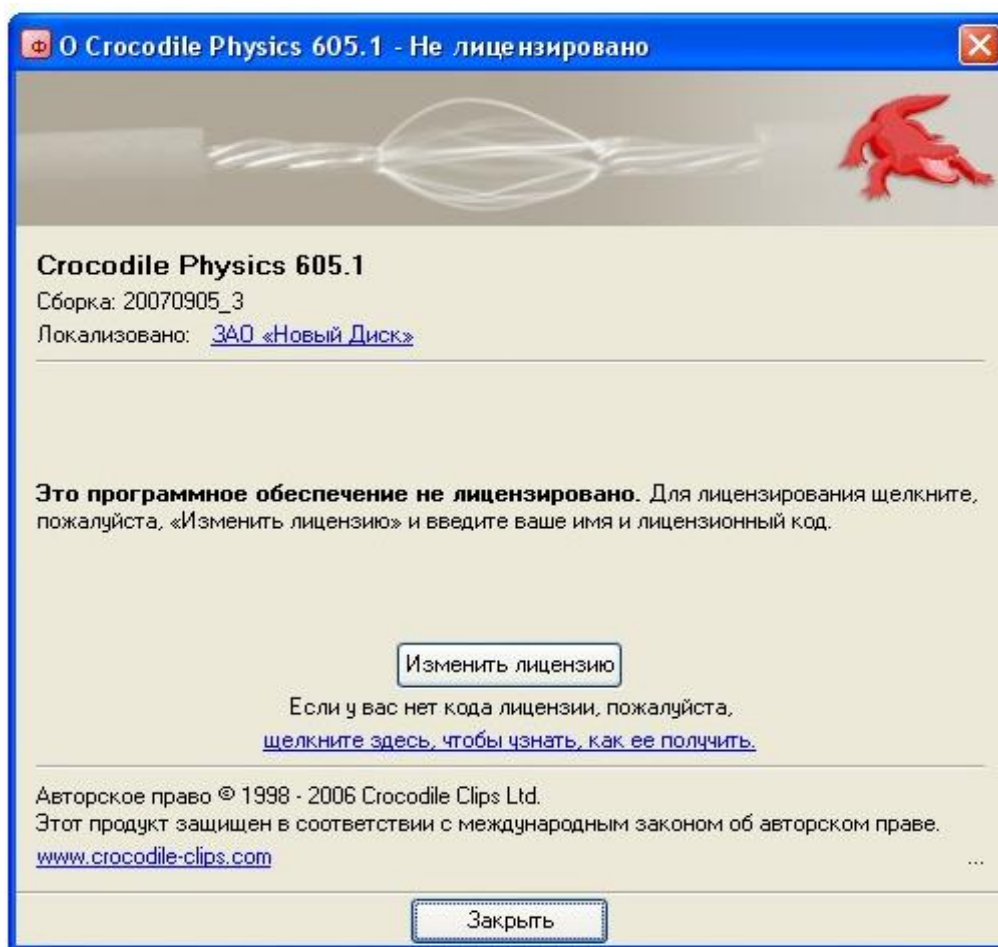 Ф О Crocodile Physics 605.1 - Не лицензировано
Crocodile Physics 605.1
Сборка: 20070905_3
Локализовано: ЗАО «Новый Диск»
Это программное обеспечение не лицензировано. Для лицензирования щелкните,
пожалуйста, «Изменить лицензию» и введите ваше имя и лицензионный код.
Изменить лицензию
Если у вас нет кода лицензии, пожалуйста,
щелкните здесь, чтобы узнать, как ее получить.
Авторское право © 1998 - 2006 Crocodile Clips Ltd.
Этот продукт защищен в соответствии с международным законом об авторском праве.
www.crocodile-clips.com ...
Закрыть